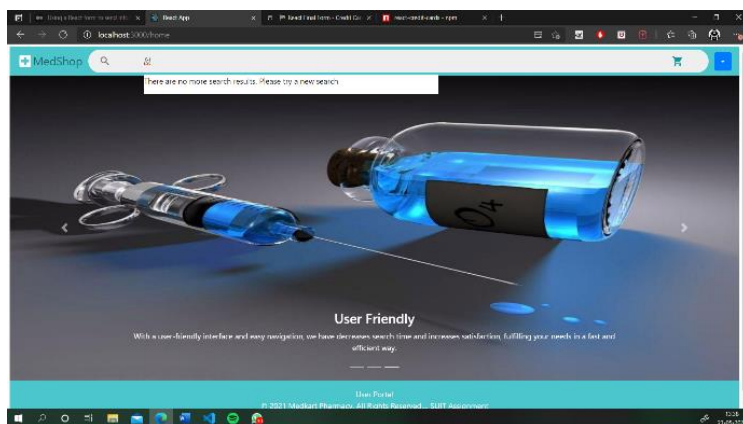 React App
localhost:3000/home
MedShop
There are no more search results. Please try a new search
O4
User Friendly
With a user-friendly interface and easy navigation, we have decreases search time and increases satisfaction, fulfilling your needs in a fast and
efficient way.
User Portal
© 2021 Medkart Pharmacy. All Rights Reserved... SUIT Assignment